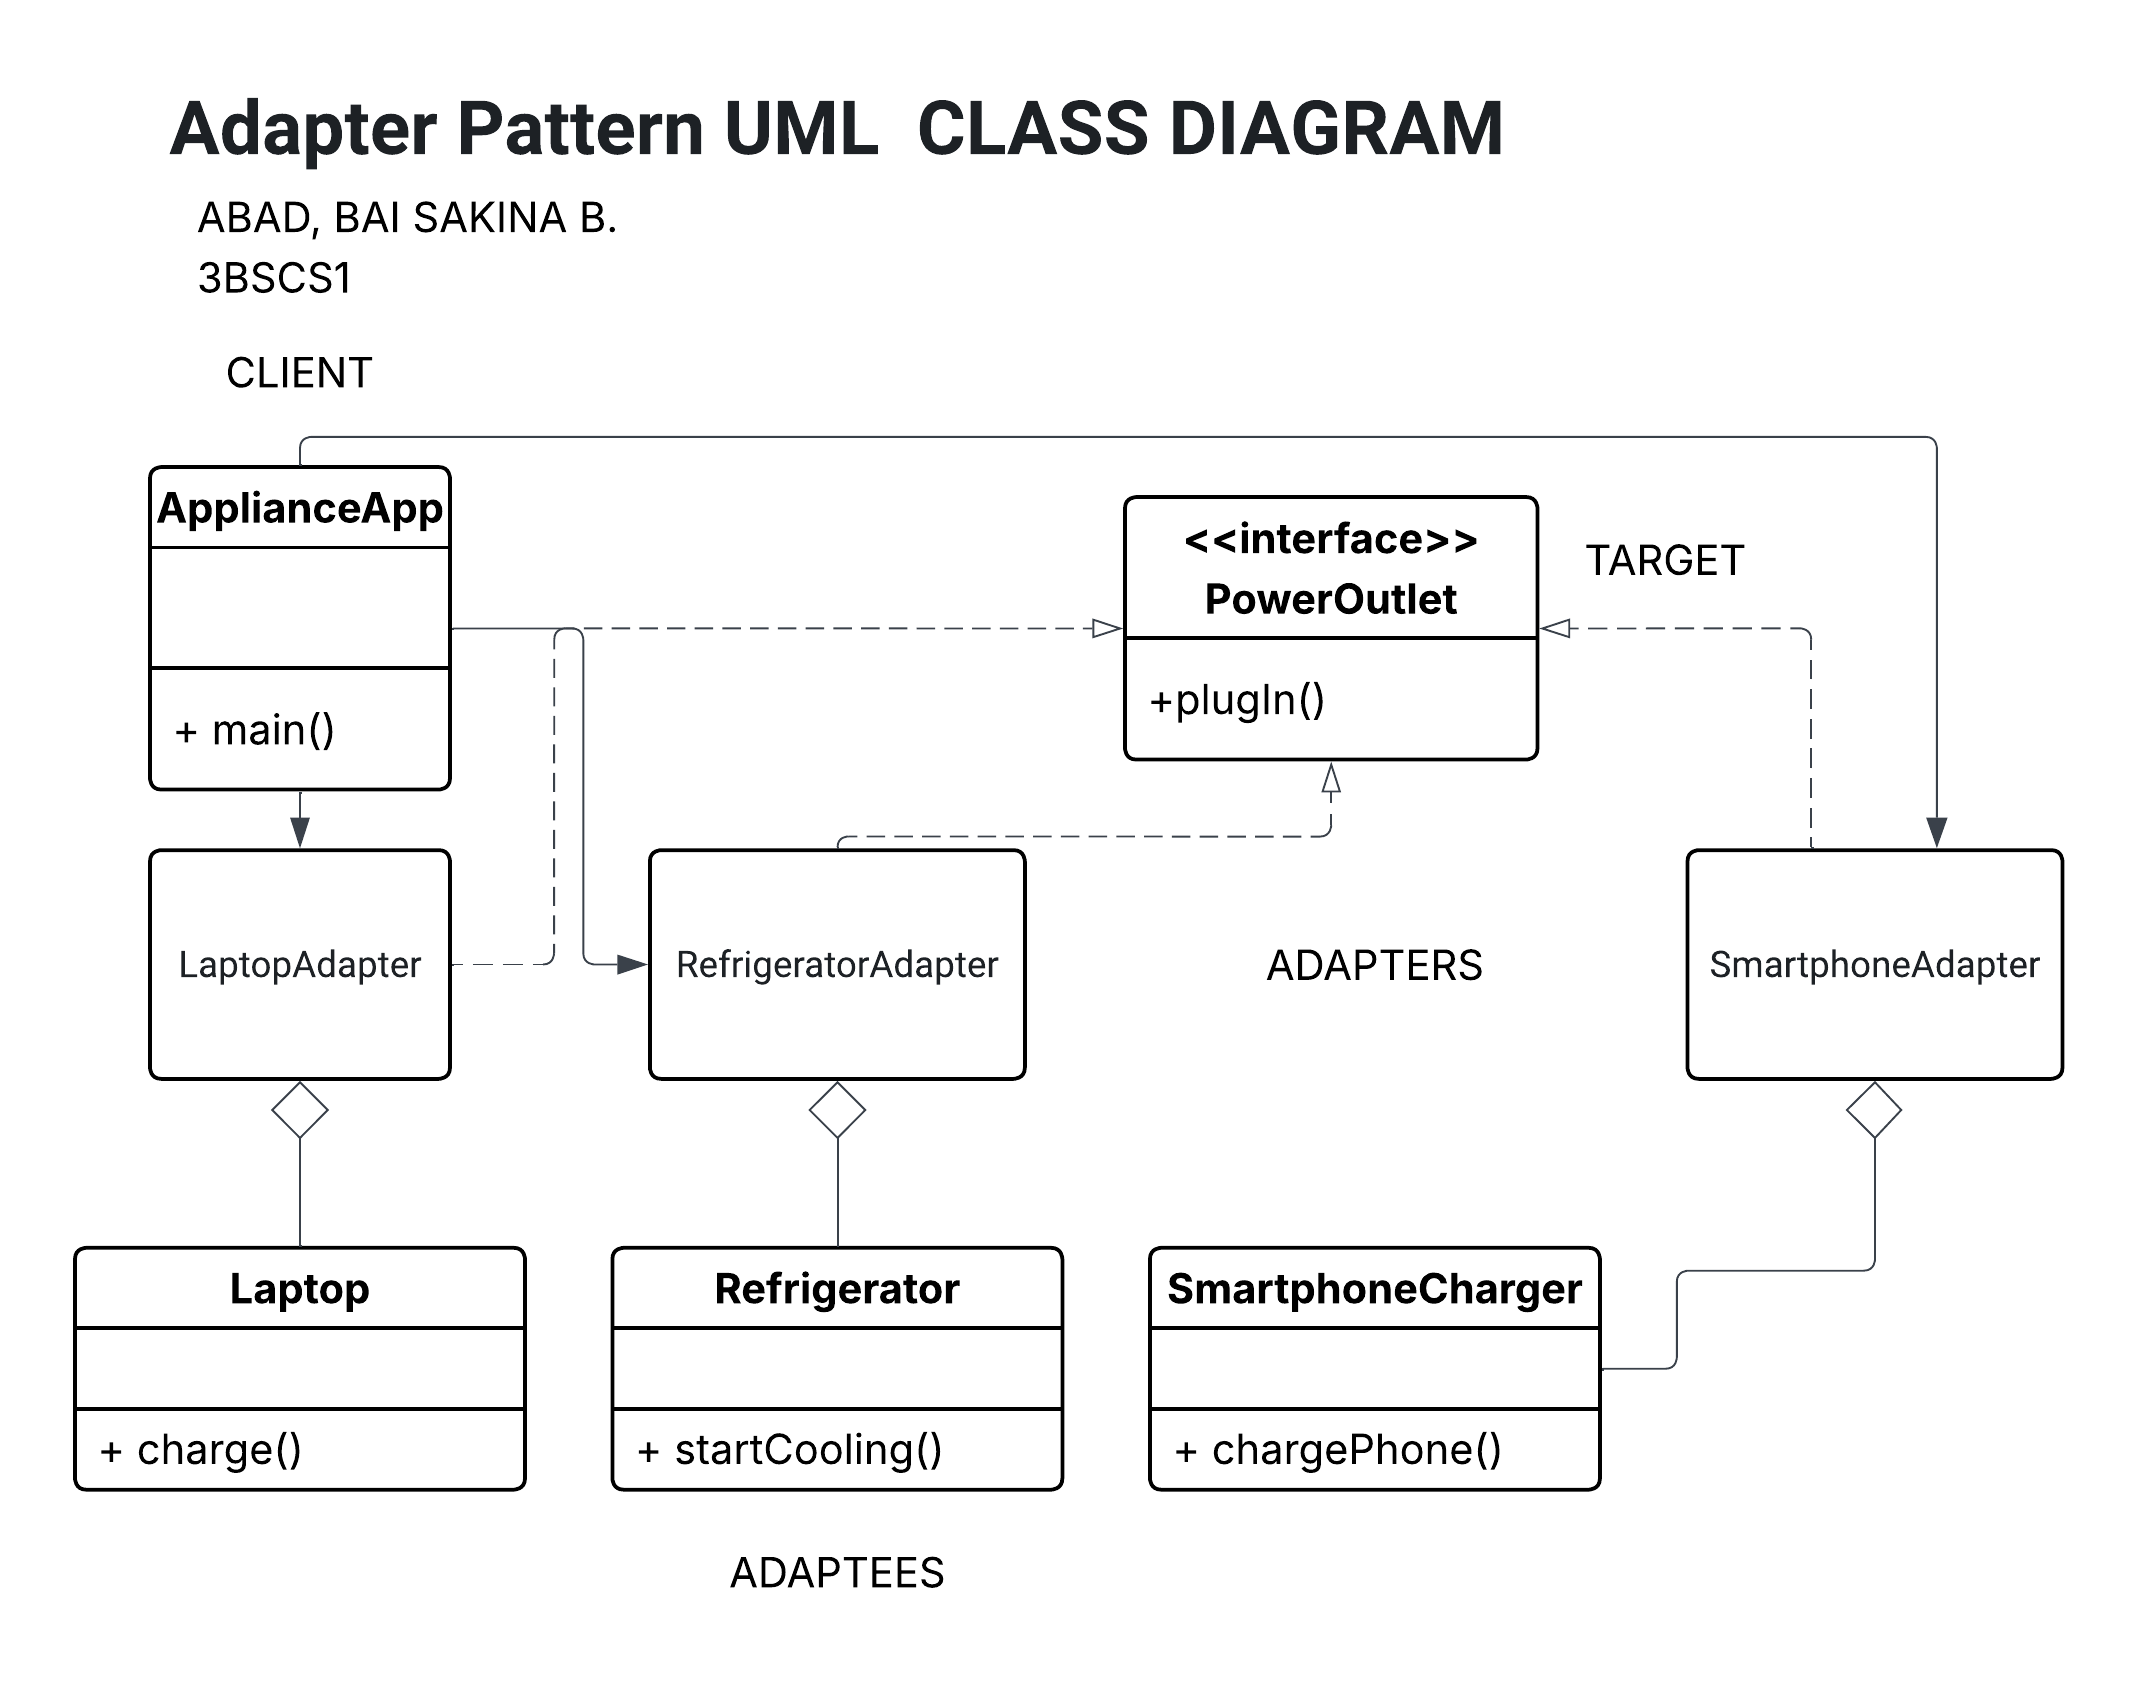 Adapter Pattern UML  CLASS DIAGRAM
ABAD, BAI SAKINA B.
3BSCS1
CLIENT
ApplianceApp
+ main()
<<interface>>
PowerOutlet
+plugIn()
TARGET
LaptopAdapter
RefrigeratorAdapter
ADAPTERS
SmartphoneAdapter
Laptop
+ charge()
Refrigerator
+ startCooling()
SmartphoneCharger
+ chargePhone()
ADAPTEES